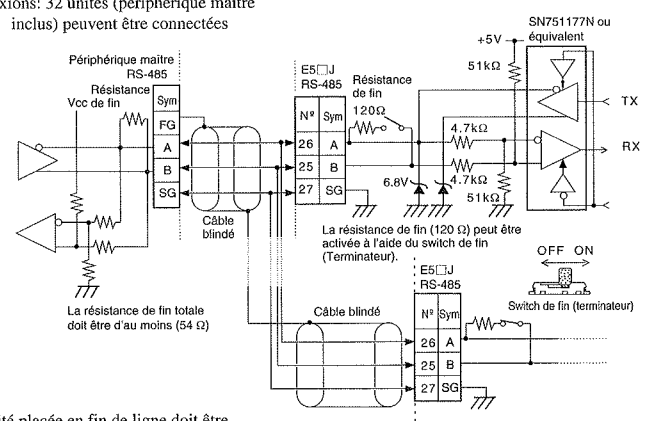 xions: 32 unités (périphérique maître
inclus) peuvent être connectées
Périphérique maître
RS-485
Résistance
Vcc de fin
Sym
FG
A
B
SG
Câble
blindé
E5□J
RS-485
Nº Sym
26 A
25 B
27 SG
Résistance
de fin
120Ω
6.8V
4.7kΩ
4.7kΩ
51kΩ
51kΩ
+5V
SN751177N ou
équivalent
TX
RX
La résistance de fin (120 Ω) peut être
activée à l'aide du switch de fin
(Terminateur).
OFF ON
Switch de fin (terminateur)
La résistance de fin totale
doit être d'au moins (54 Ω)
Câble blindé
E5□J
RS-485
Nº Sym
26 A
25 B
27 SG
ité placée en fin de ligne doit être